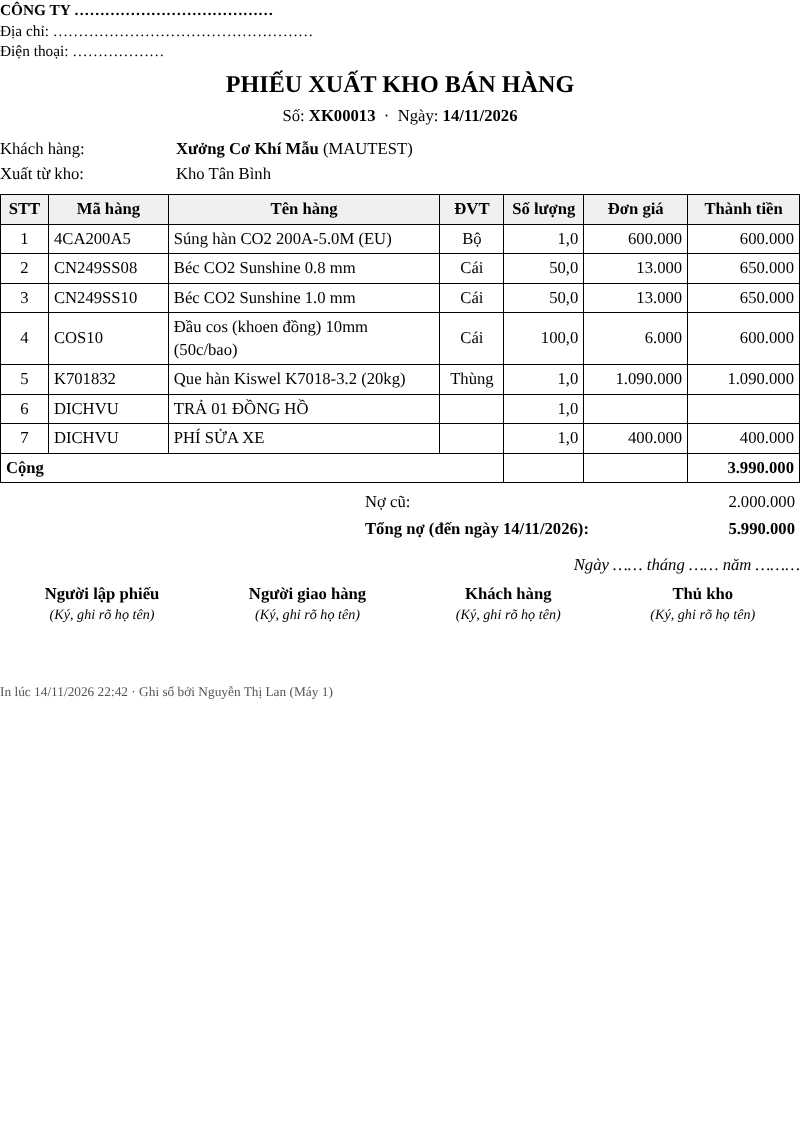 CÔNG TY …………………………………
Địa chỉ: ……………………………………………
Điện thoại: ………………
PHIẾU XUẤT KHO BÁN HÀNG
Số: XK00013 · Ngày: 14/11/2026
Khách hàng: Xưởng Cơ Khí Mẫu (MAUTEST)
Xuất từ kho: Kho Tân Bình
STT Mã hàng Tên hàng ĐVT Số lượng Đơn giá Thành tiền
1 4CA200A5 Súng hàn CO2 200A-5.0M (EU) Bộ 1,0 600.000 600.000
2 CN249SS08 Béc CO2 Sunshine 0.8 mm Cái 50,0 13.000 650.000
3 CN249SS10 Béc CO2 Sunshine 1.0 mm Cái 50,0 13.000 650.000
4 COS10 Đầu cos (khoen đồng) 10mm (50c/bao) Cái 100,0 6.000 600.000
5 K701832 Que hàn Kiswel K7018-3.2 (20kg) Thùng 1,0 1.090.000 1.090.000
6 DICHVU TRẢ 01 ĐỒNG HỒ 1,0
7 DICHVU PHÍ SỬA XE 1,0 400.000 400.000
Cộng 3.990.000
Nợ cũ: 2.000.000
Tổng nợ (đến ngày 14/11/2026): 5.990.000
Ngày …… tháng …… năm ………
Người lập phiếu Người giao hàng Khách hàng Thủ kho
(Ký, ghi rõ họ tên) (Ký, ghi rõ họ tên) (Ký, ghi rõ họ tên) (Ký, ghi rõ họ tên)
In lúc 14/11/2026 22:42 · Ghi sổ bởi Nguyễn Thị Lan (Máy 1)